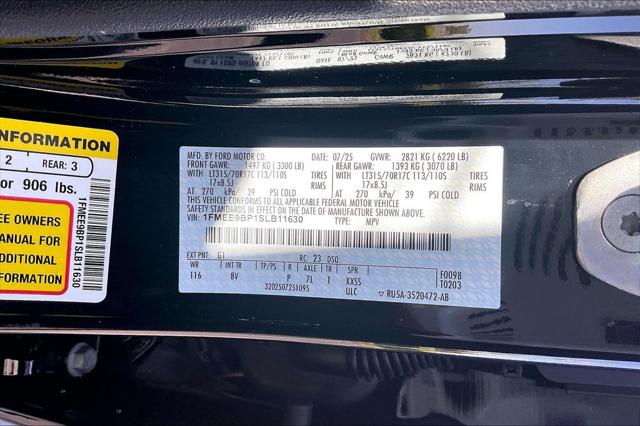 NFORMATION
2 REAR: 3
or 906 lbs.
EE OWNERS
ANUAL FOR
DDITIONAL
FORMATION
1FMEE9BP1SLB11630
MFD. BY FORD MOTOR CO. 07/25 GVWR: 2821 KG ( 6220 LB)
FRONT GAWR: 1497 KG ( 3300 LB) REAR GAWR: 1393 KG ( 3070 LB)
WITH LT315/70R17C 113/110S TIRES WITH LT315/70R17C 113/110S TIRES
17x8.5J RIMS 17x8.5J RIMS
AT 270 kPa/ 39 PSI COLD AT 270 kPa/ 39 PSI COLD
THIS VEHICLE CONFORMS TO ALL APPLICABLE FEDERAL MOTOR VEHICLE
SAFETY STANDARDS IN EFFECT ON THE DATE OF MANUFACTURE SHOWN ABOVE.
VIN: 1FMEE9BP1SLB11630 TYPE: MPV
EXT PNT: G1 RC: 23 DSO:
WB INT TR TP/PS R AXLE TR SPR F0098
116 8V P 7L 1 XXSS T0203
3202507251095 ULC RU5A-3520472-AB